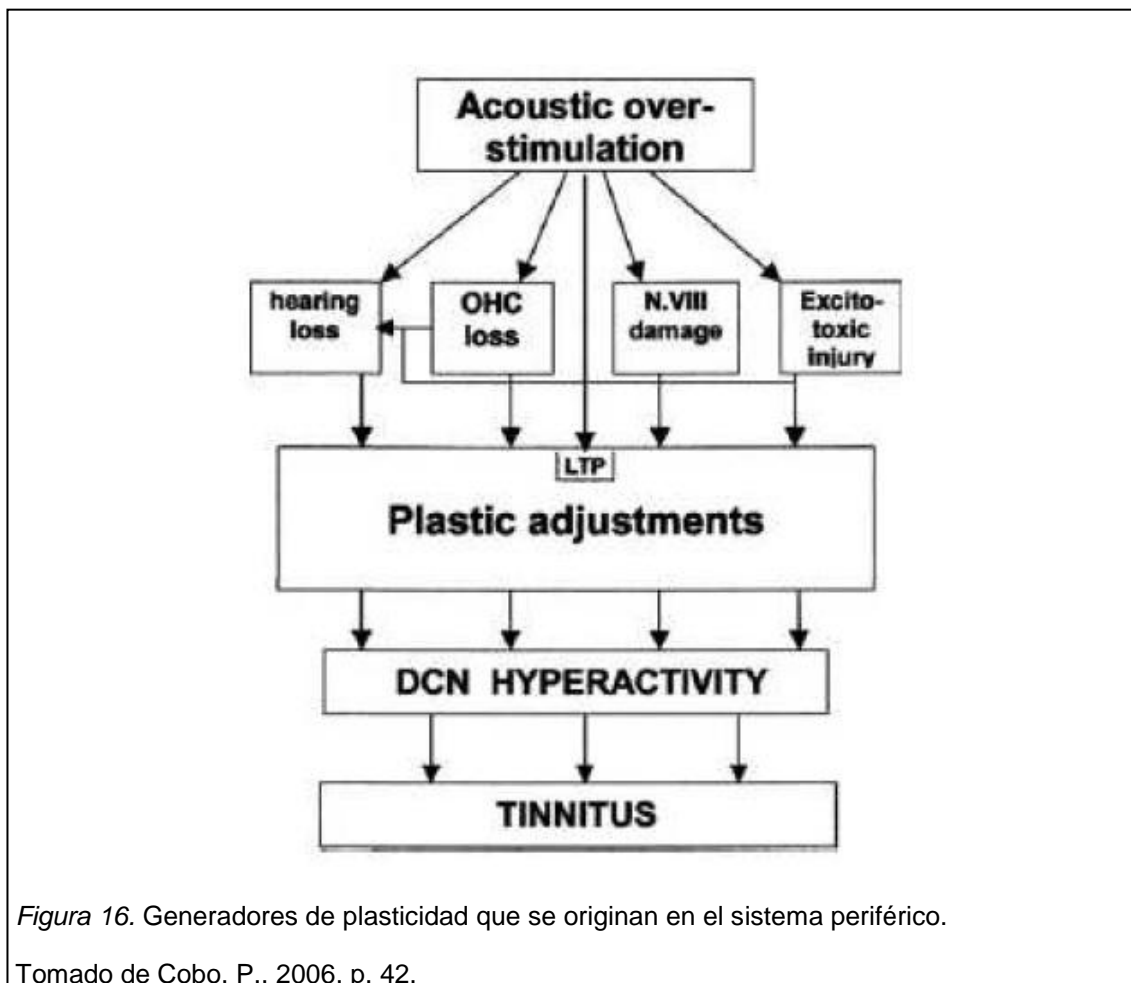 Acoustic over-
stimulation
hearing
loss
OHC
loss
N.VIII
damage
Excito-
toxic
injury
LTP
Plastic adjustments
DCN HYPERACTIVITY
TINNITUS
Figura 16. Generadores de plasticidad que se originan en el sistema periférico.
Tomado de Cobo, P., 2006, p. 42.